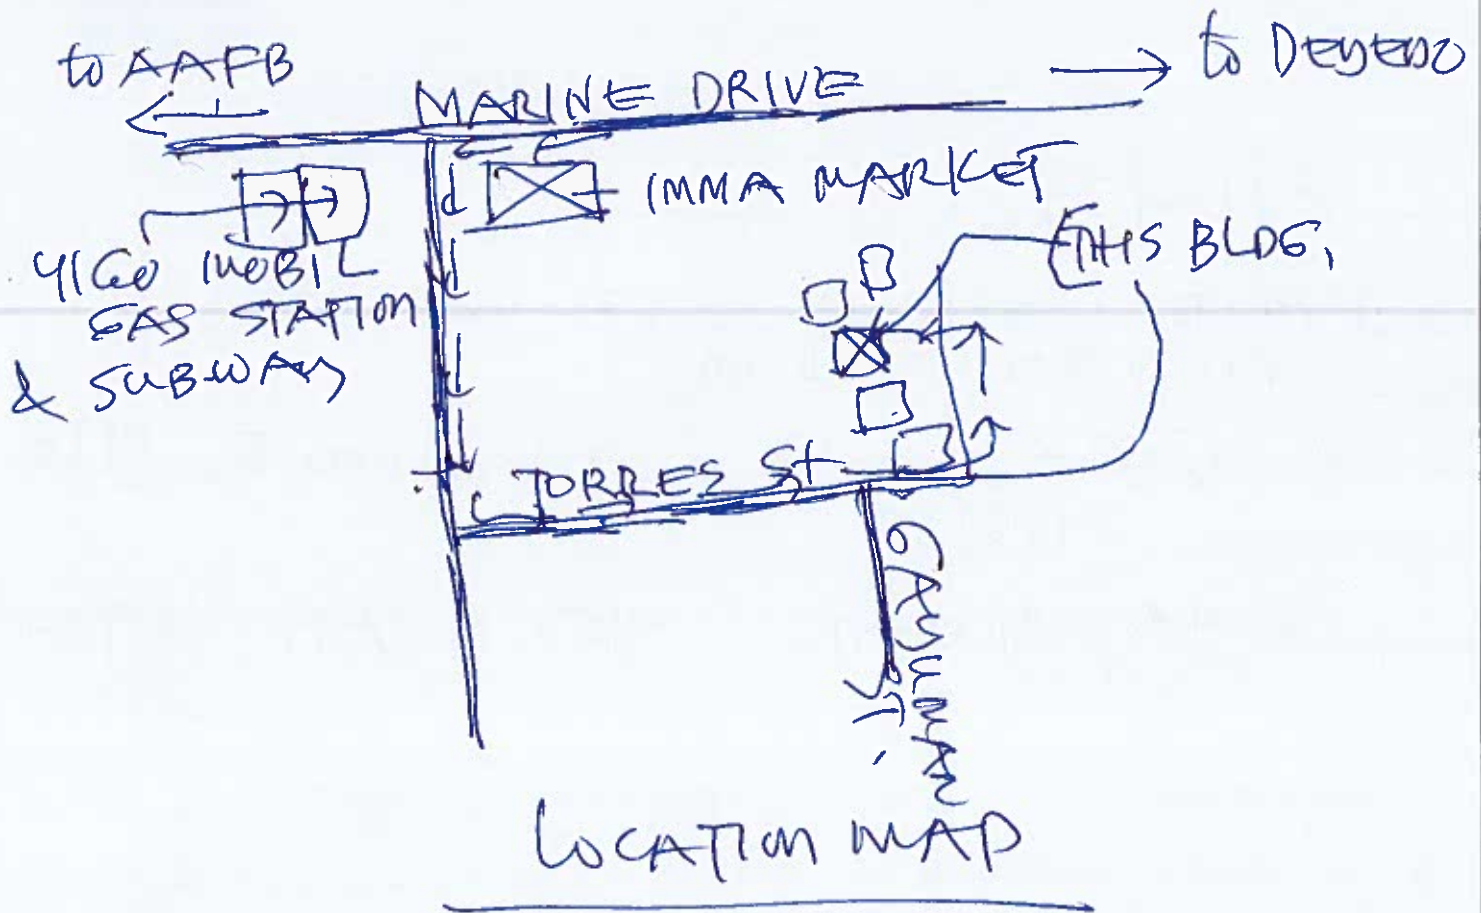 to AAFB
MARINE DRIVE
to Dededo
IMMA MARKET
THIS BLDG.
YIGO MOBIL
GAS STATION
& SUBWAY
TORRES St
GAYUMAR
ST.
LOCATION MAP